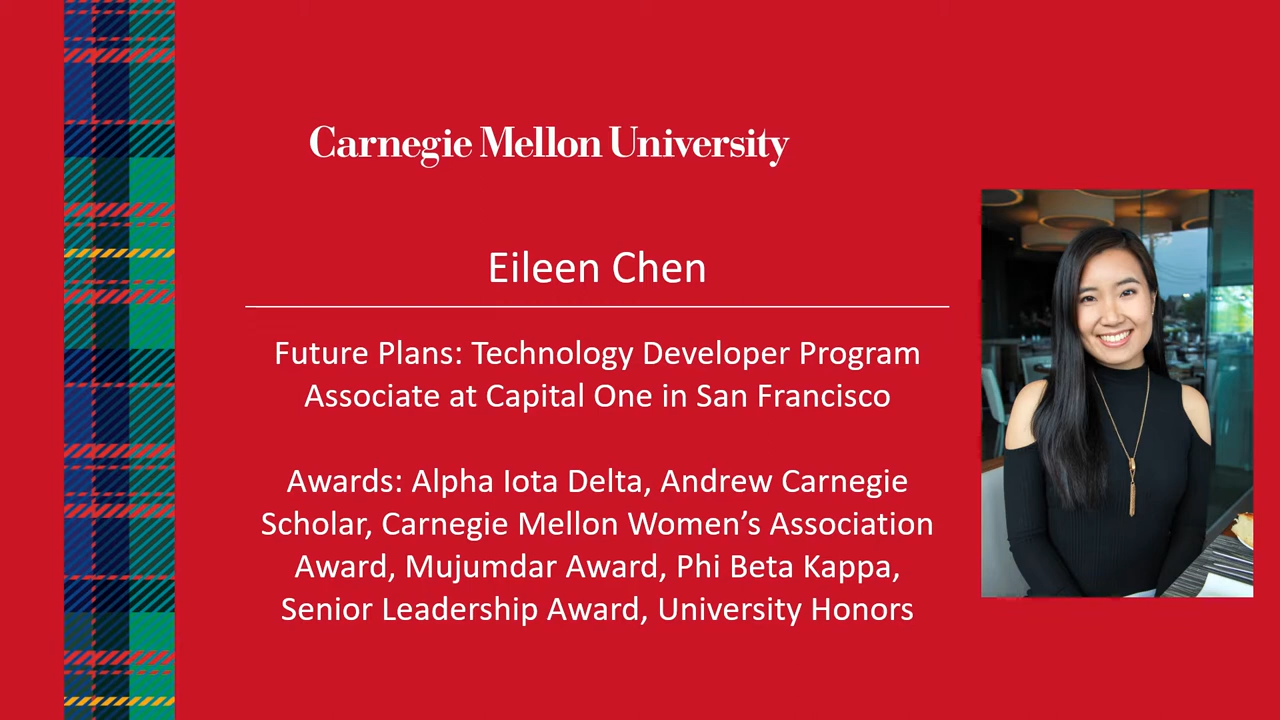 Carnegie Mellon University
Eileen Chen
Future Plans: Technology Developer Program
Associate at Capital One in San Francisco
Awards: Alpha Iota Delta, Andrew Carnegie
Scholar, Carnegie Mellon Women’s Association
Award, Mujumdar Award, Phi Beta Kappa,
Senior Leadership Award, University Honors